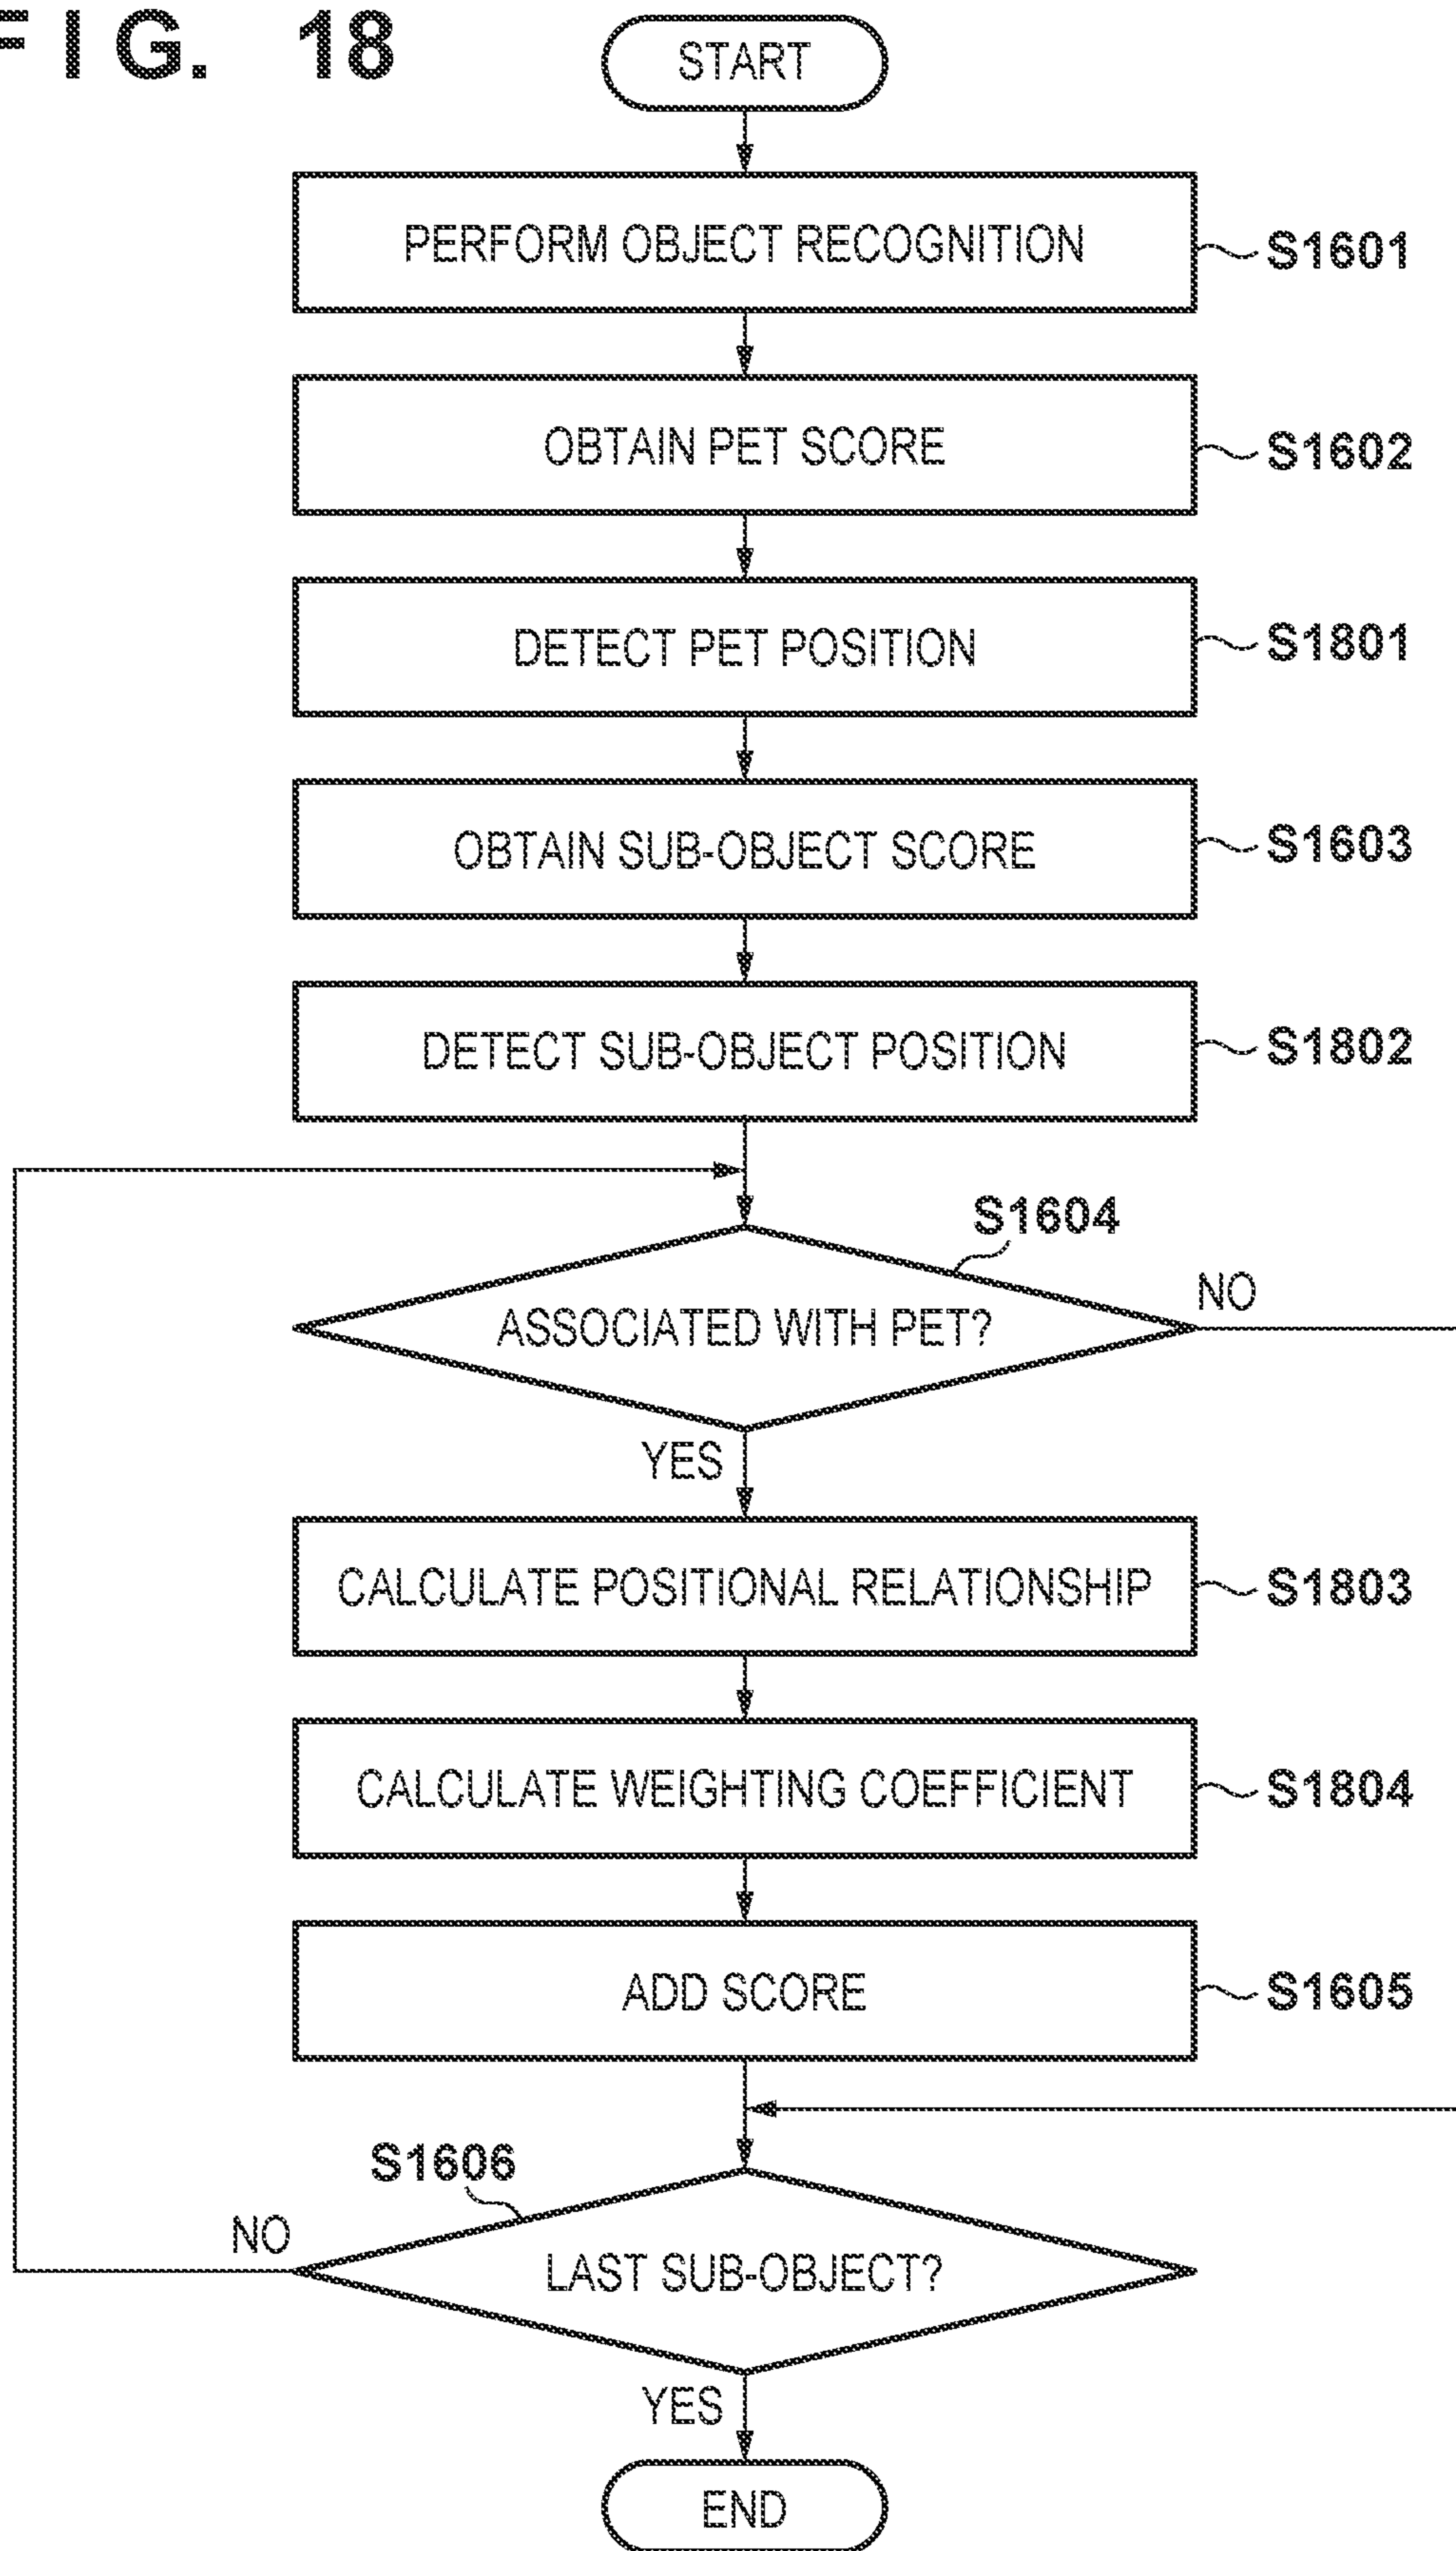 FIG. 18
START
PERFORM OBJECT RECOGNITION
S1601
OBTAIN PET SCORE
S1602
DETECT PET POSITION
S1801
OBTAIN SUB-OBJECT SCORE
S1603
DETECT SUB-OBJECT POSITION
S1802
S1604
ASSOCIATED WITH PET?
NO
YES
CALCULATE POSITIONAL RELATIONSHIP
S1803
CALCULATE WEIGHTING COEFFICIENT
S1804
ADD SCORE
S1605
S1606
NO
LAST SUB-OBJECT?
YES
END